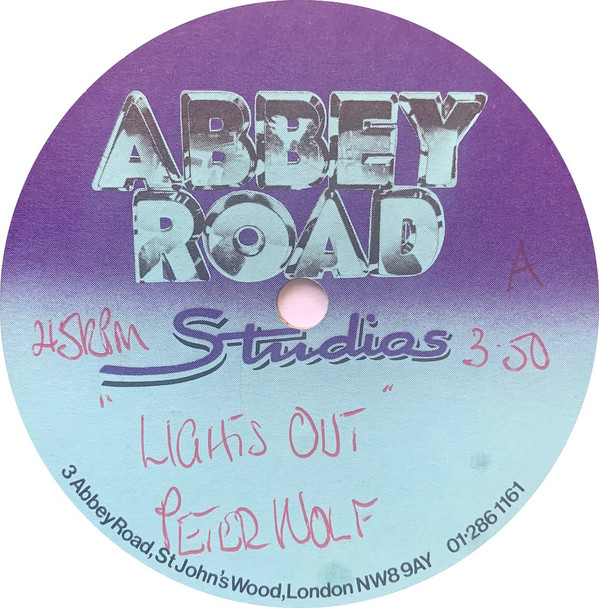 ABBEY
ROAD
A
45RPM Studios 3:50
"LIGHTS OUT"
PETER WOLF
3 Abbey Road, St John's Wood, London NW8 9AY 01-286 1161